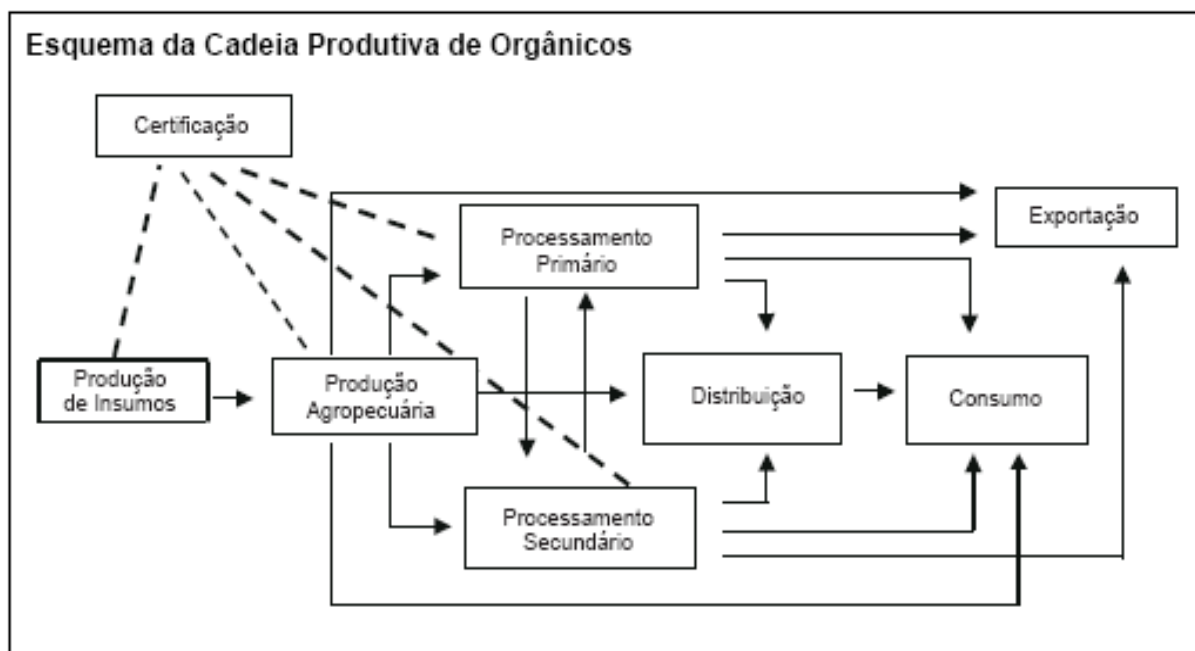 Esquema da Cadeia Produtiva de Orgânicos
Certificação
Exportação
Processamento
Primário
Produção
de Insumos
Produção
Agropecuária
Distribuição
Consumo
Processamento
Secundário